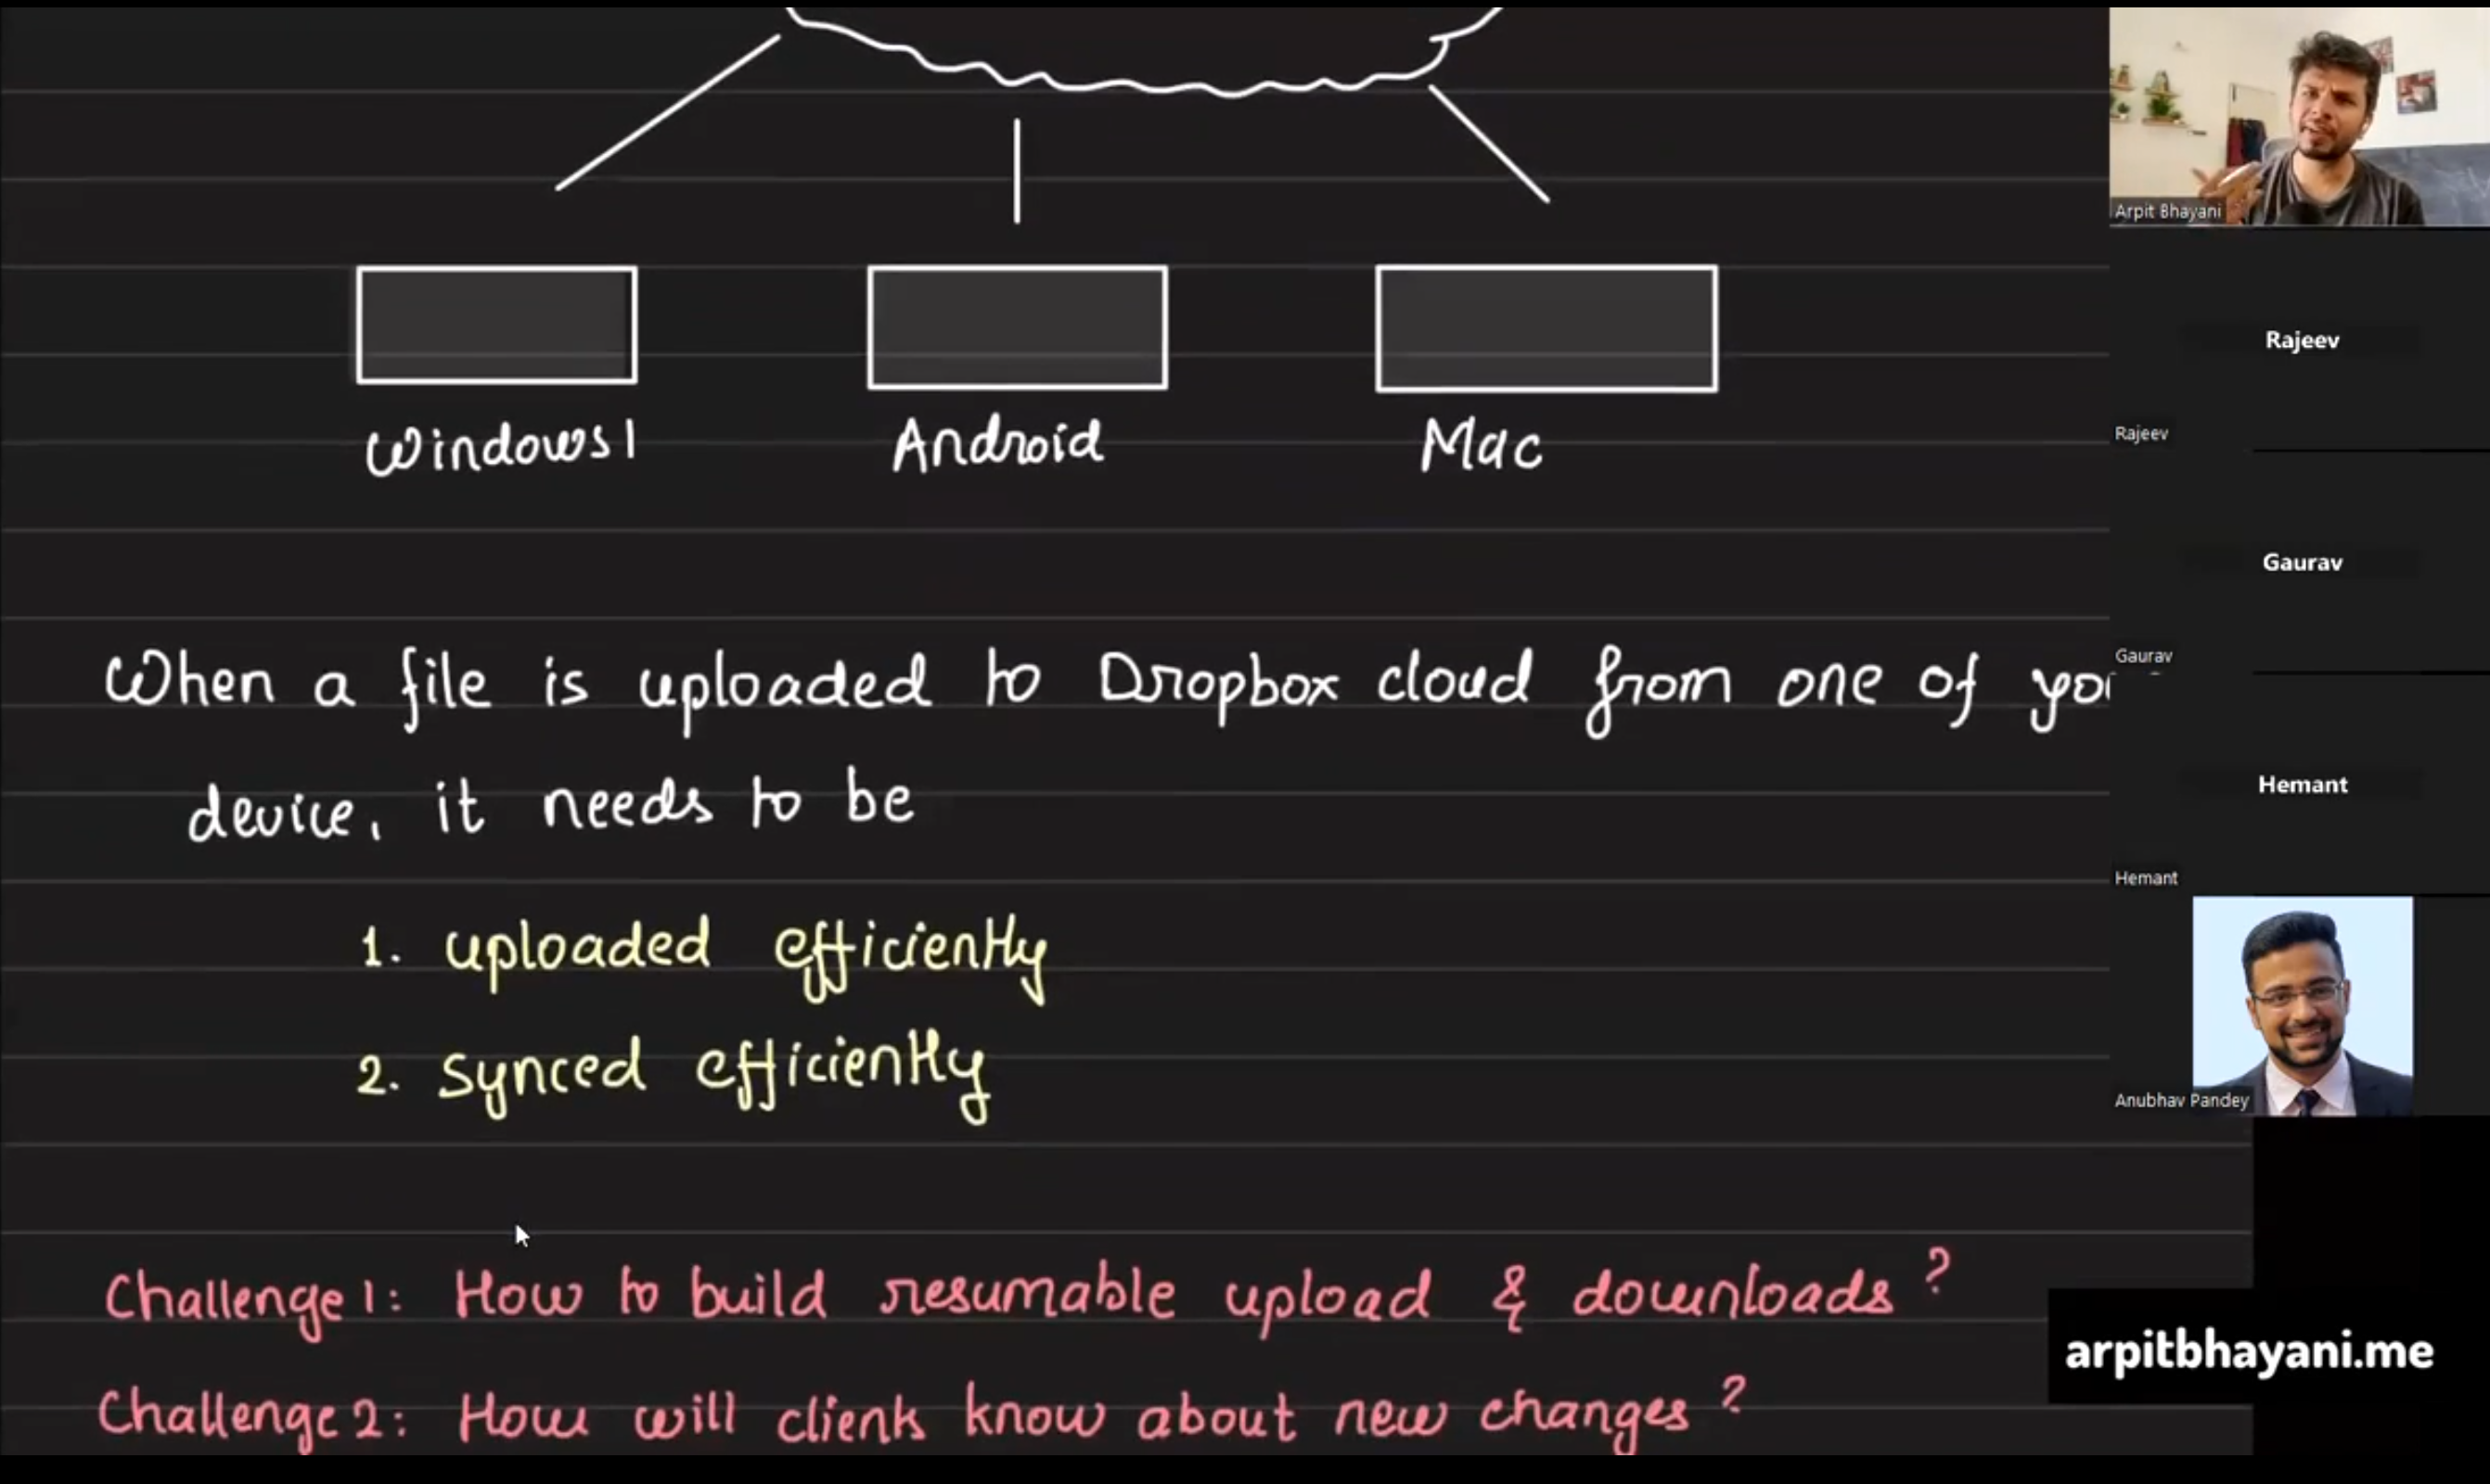 Windows1
Android
Mac
When a file is uploaded to Dropbox cloud from one of you
device, it needs to be
1. uploaded efficiently
2. synced efficiently
Challenge 1: How to build resumable upload & downloads?
Challenge 2: How will clients know about new changes?
Arpit Bhayani
Rajeev
Rajeev
Gaurav
Gaurav
Hemant
Hemant
Anubhav Pandey
arpitbhayani.me